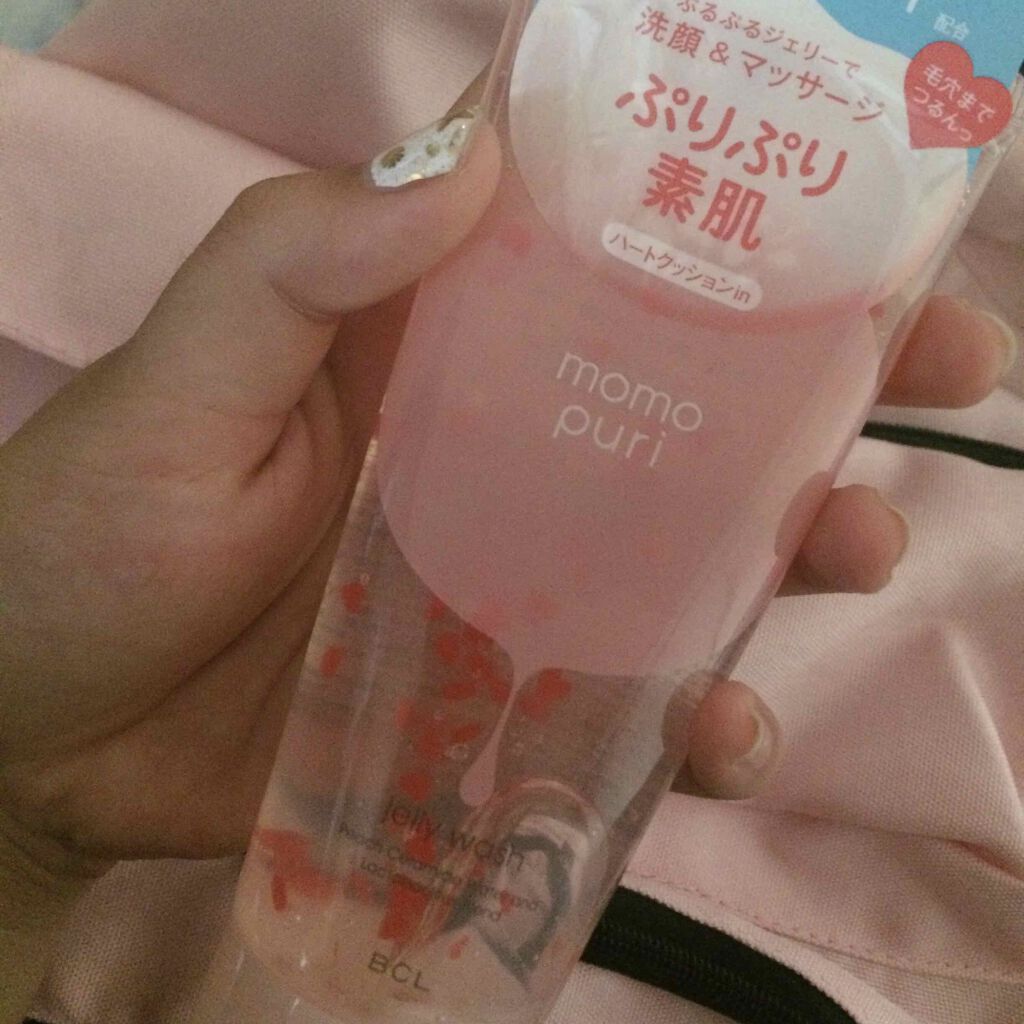 配合
毛穴まで
つるんっ
ぷるぷるジェリーで
洗顔&マッサージ
ぷりぷり
素肌
ハートクッションin
momo
puri
jelly wash
BCL